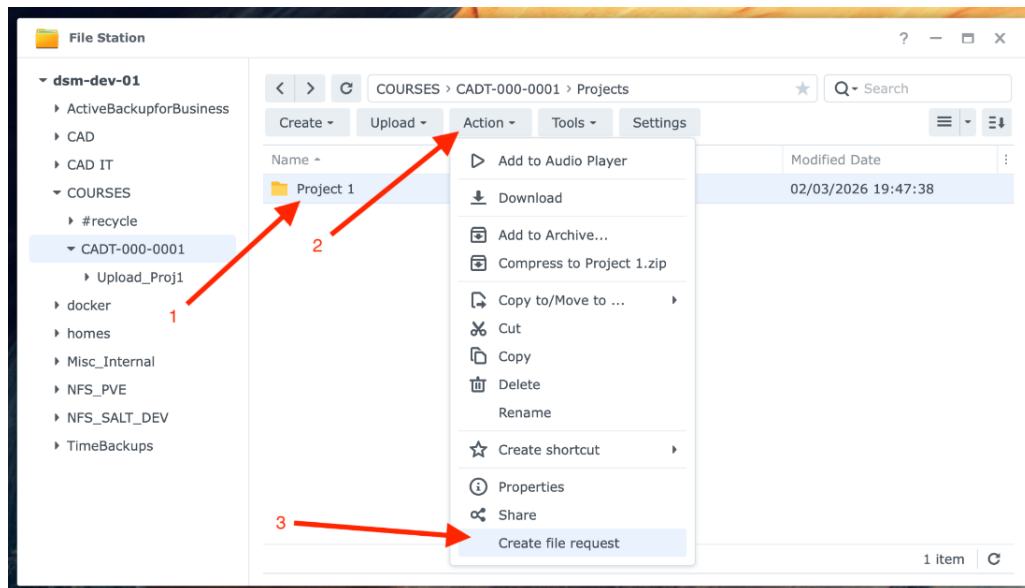 File Station
dsm-dev-01
ActiveBackupforBusiness
CAD
CAD IT
COURSES
#recycle
CADT-000-0001
Upload_Proj1
docker
homes
Misc_Internal
NFS_PVE
NFS_SALT_DEV
TimeBackups
COURSES › CADT-000-0001 › Projects
Search
Create Upload Action Tools Settings
Name Modified Date
Project 1 02/03/2026 19:47:38
Add to Audio Player
Download
Add to Archive...
Compress to Project 1.zip
Copy to/Move to ...
Cut
Copy
Delete
Rename
Create shortcut
Properties
Share
Create file request
1 item
1
2
3